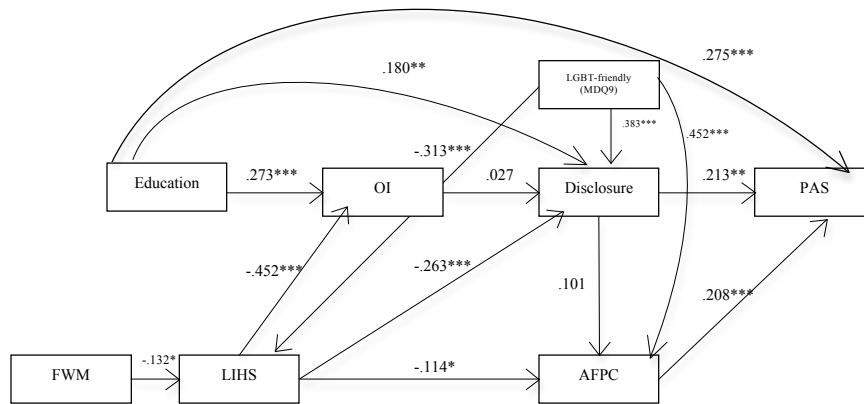 .275***
.180**
LGBT-friendly
(MDQ9)
.383***
.452***
-.313***
Education
.273***
OI
.027
Disclosure
.213**
PAS
-.452***
-.263***
.101
.208***
FWM
-.132*
LIHS
-.114*
AFPC